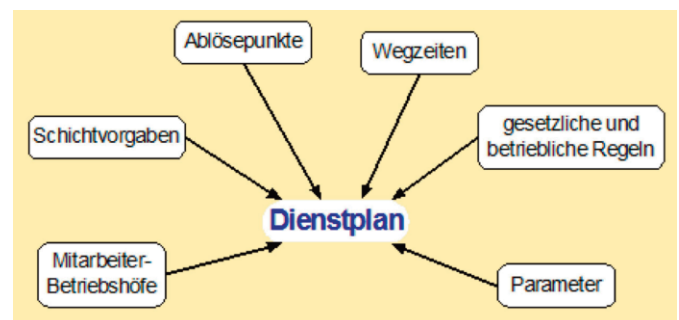 Ablösepunkte
Wegzeiten
Schichtvorgaben
gesetzliche und
betriebliche Regeln
Dienstplan
Mitarbeiter-
Betriebshöfe
Parameter